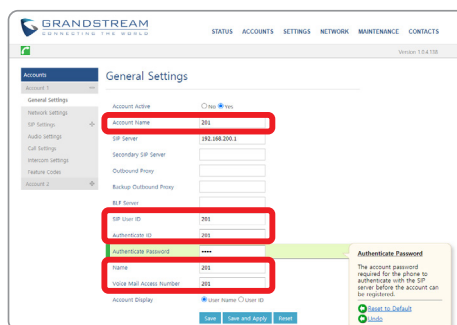 GRANDSTREAM
CONNECTING THE WORLD
STATUS ACCOUNTS SETTINGS NETWORK MAINTENANCE CONTACTS
Accounts
Account 1
General Settings
Network Settings
SIP Settings
Audio Settings
Call Settings
Intercom Settings
Feature Codes
Account 2
General Settings
Account Active No Yes
Account Name 201
SIP Server 192.168.200.1
Secondary SIP Server
Outbound Proxy
Backup Outbound Proxy
BLF Server
SIP User ID 201
Authenticate ID 201
Authenticate Password ••••
Name 201
Voice Mail Access Number 201
Account Display User Name User ID
Save Save and Apply Reset
Authenticate Password
The account password
required for the phone to
authenticate with the SIP
server before the account can
be registered.
Reset to Default
Undo